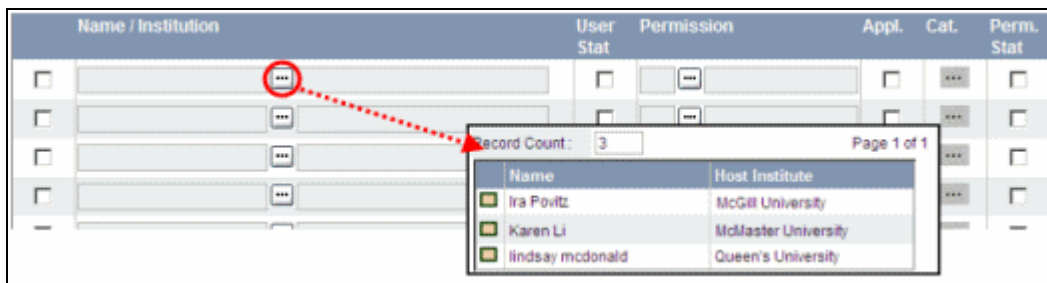 Name / Institution User Stat Permission Appl. Cat. Perm. Stat
Record Count: 3 Page 1 of 1
Name Host Institute
Ira Povitz McGill University
Karen Li McMaster University
lindsay mcdonald Queen's University